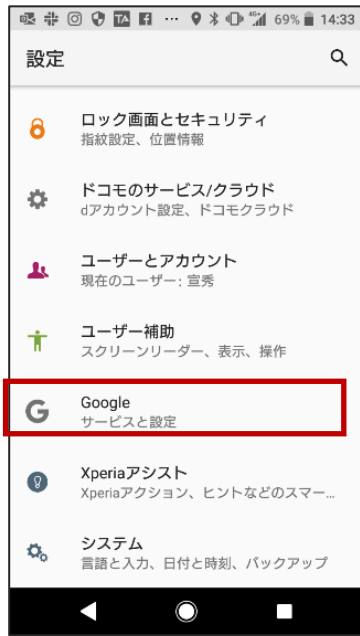 69% 14:33
設定
ロック画面とセキュリティ
指紋設定、位置情報
ドコモのサービス/クラウド
dアカウント設定、ドコモクラウド
ユーザーとアカウント
現在のユーザー: 宣秀
ユーザー補助
スクリーンリーダー、表示、操作
Google
サービスと設定
Xperiaアシスト
Xperiaアクション、ヒントなどのスマー...
システム
言語と入力、日付と時刻、バックアップ